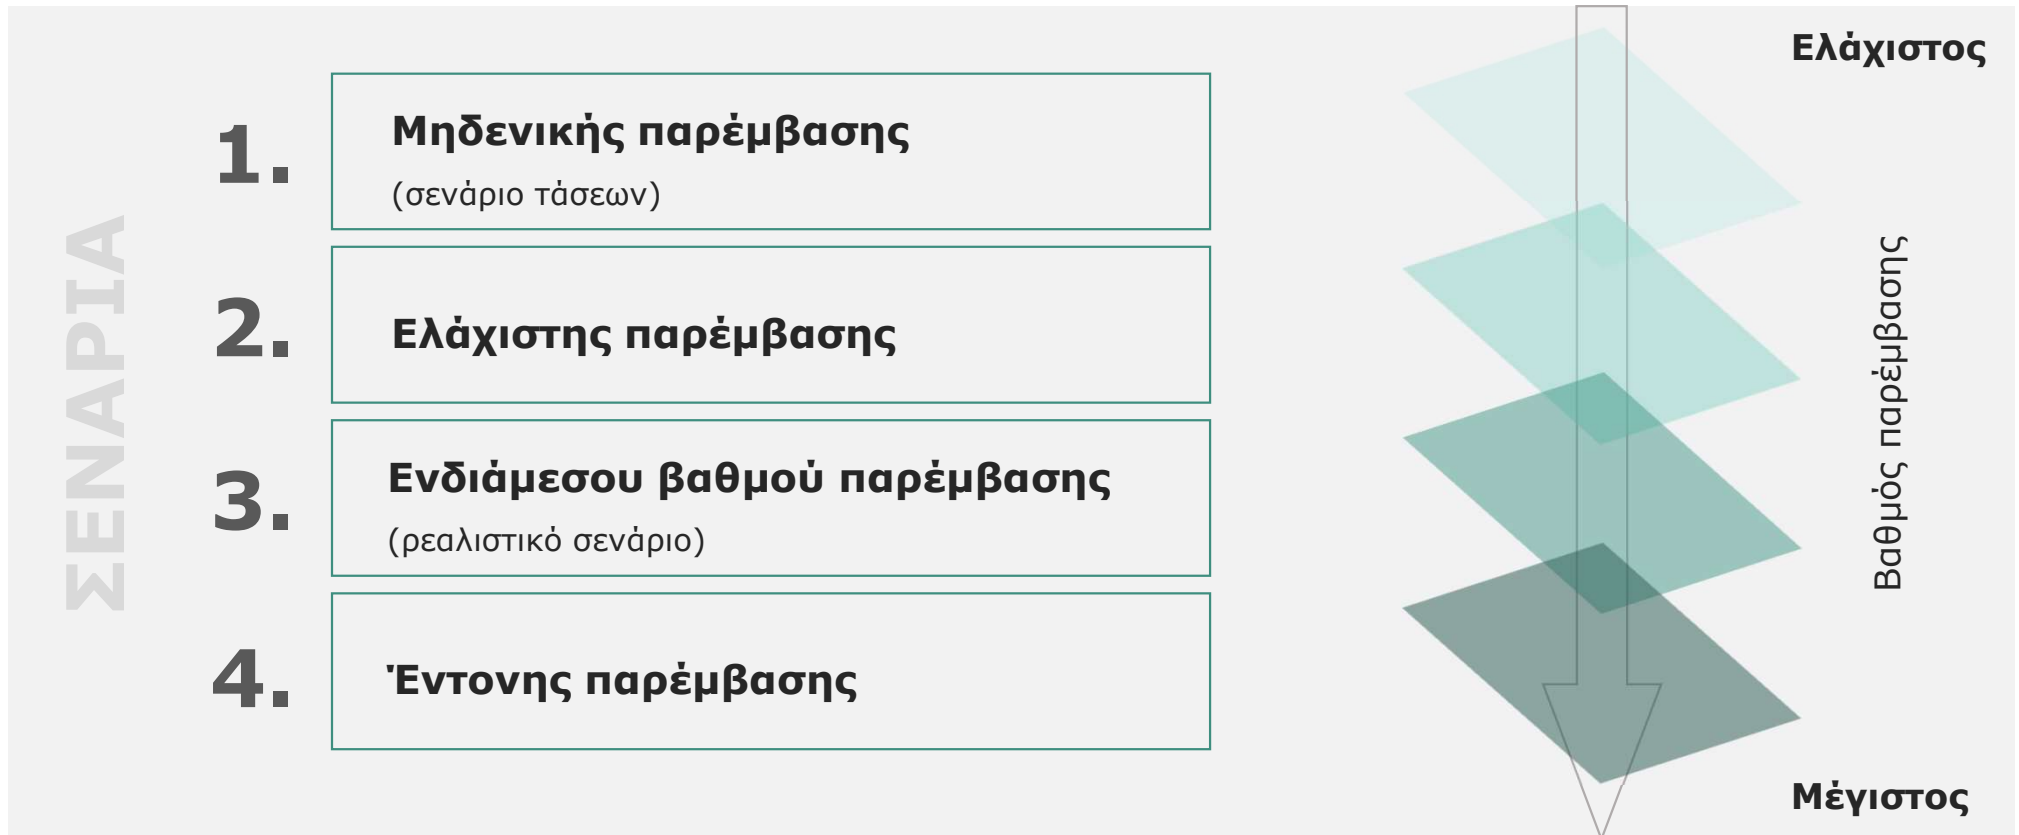 ΣΕΝΑΡΙΑ
1.
Μηδενικής παρέμβασης
(σενάριο τάσεων)
2.
Ελάχιστης παρέμβασης
3.
Ενδιάμεσου βαθμού παρέμβασης
(ρεαλιστικό σενάριο)
4.
Έντονης παρέμβασης
Ελάχιστος
Βαθμός παρέμβασης
Μέγιστος